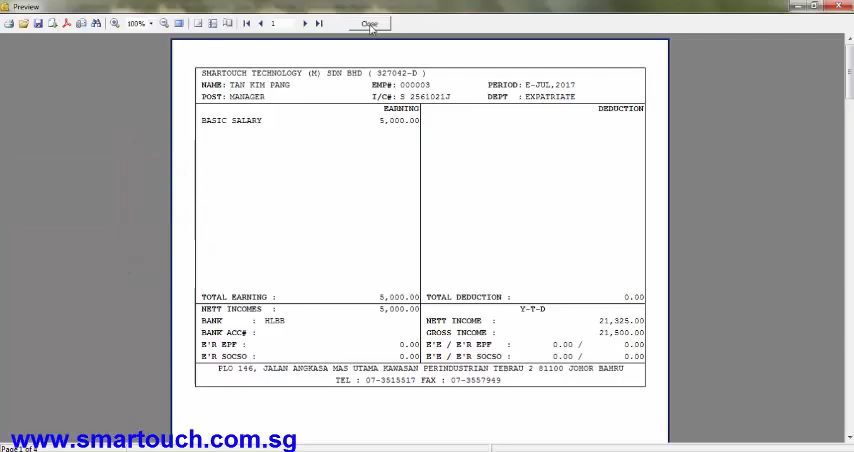 Preview
100%
1
Close
SMARTOUCH TECHNOLOGY (M) SDN BHD ( 327042-D )
NAME: TAN KIM PANG EMP#: 000003 PERIOD: E-JUL,2017
POST: MANAGER I/C#: S 2561021J DEPT : EXPATRIATE
EARNING DEDUCTION
BASIC SALARY 5,000.00
TOTAL EARNING : 5,000.00 TOTAL DEDUCTION : 0.00
NETT INCOMES : 5,000.00 Y-T-D
BANK : HLBB NETT INCOME : 21,325.00
BANK ACC# : GROSS INCOME : 21,500.00
E'R EPF : 0.00 E'E / E'R EPF : 0.00 / 0.00
E'R SOCSO : 0.00 E'E / E'R SOCSO : 0.00 / 0.00
PLO 146, JALAN ANGKASA MAS UTAMA KAWASAN PERINDUSTRIAN TEBRAU 2 81100 JOHOR BAHRU
TEL : 07-3515517 FAX : 07-3557949
www.smartouch.com.sg
Page 1 of 4